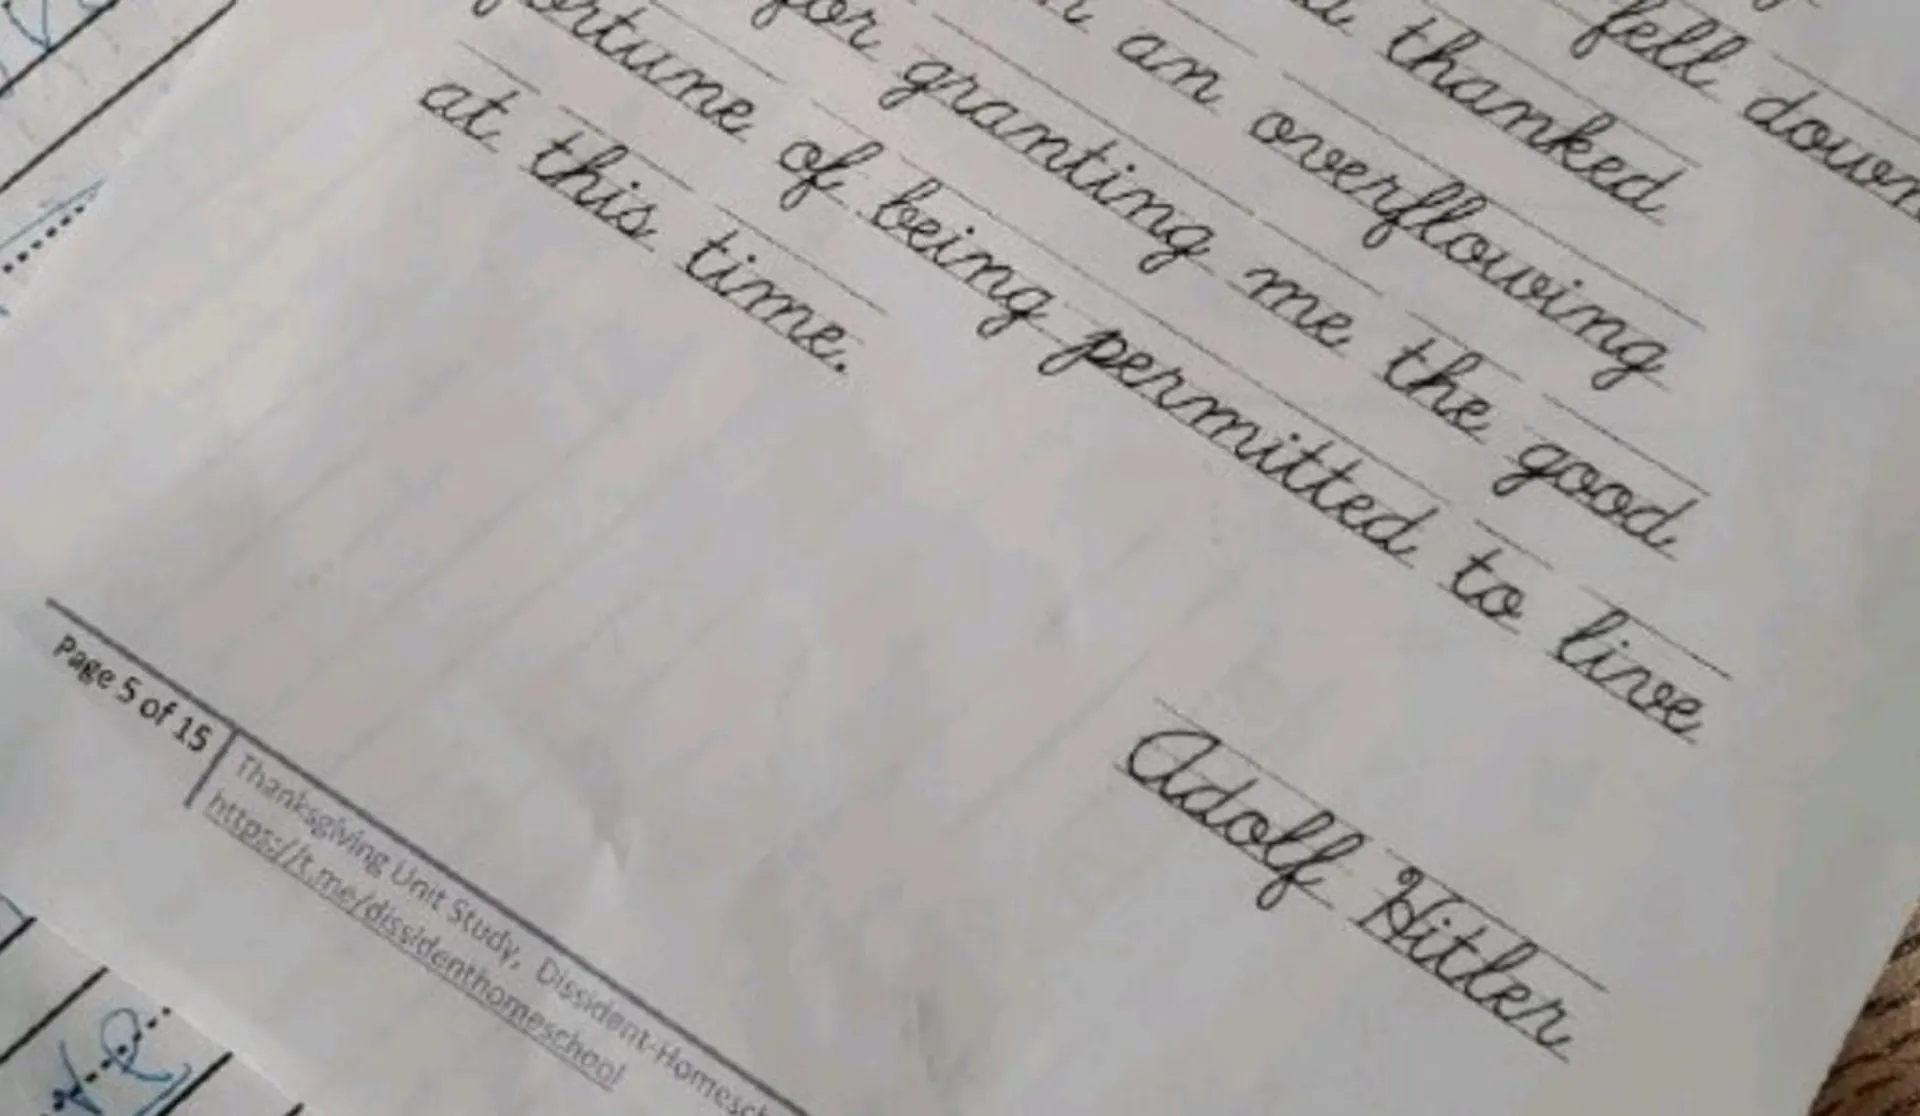 fell down
thanked
an overflowing
for granting me the good
of being permitted to live
at this time.
Adolf Hitler
Page 5 of 15
Thanksgiving Unit Study, Dissident-Homesch
https://t.me/dissidenthomeschool